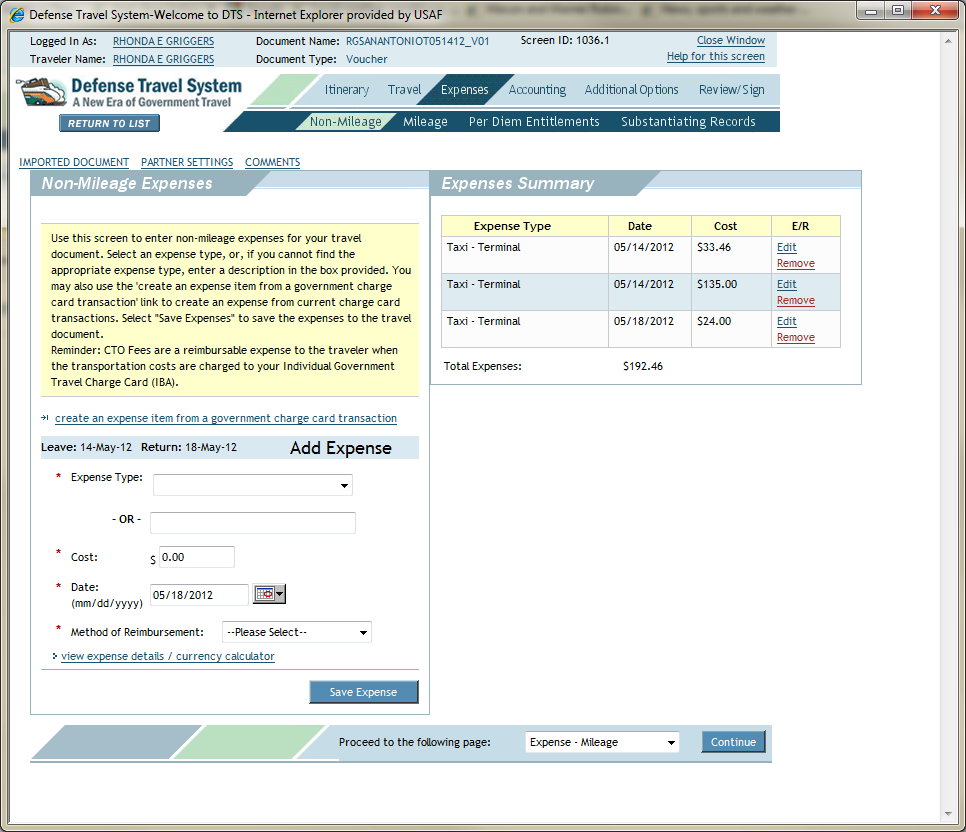 Defense Travel System-Welcome to DTS - Internet Explorer provided by USAF
Logged In As: RHONDA E GRIGGERS Document Name: RGSANANTONIOT051412_V01 Screen ID: 1036.1 Close Window
Traveler Name: RHONDA E GRIGGERS Document Type: Voucher Help for this screen
Defense Travel System
A New Era of Government Travel
RETURN TO LIST
Itinerary Travel Expenses Accounting Additional Options Review/Sign
Non-Mileage Mileage Per Diem Entitlements Substantiating Records
IMPORTED DOCUMENT PARTNER SETTINGS COMMENTS
Non-Mileage Expenses
Use this screen to enter non-mileage expenses for your travel
document. Select an expense type, or, if you cannot find the
appropriate expense type, enter a description in the box provided. You
may also use the 'create an expense item from a government charge
card transaction' link to create an expense from current charge card
transactions. Select "Save Expenses" to save the expenses to the travel
document.
Reminder: CTO Fees are a reimbursable expense to the traveler when
the transportation costs are charged to your Individual Government
Travel Charge Card (IBA).
create an expense item from a government charge card transaction
Leave: 14-May-12 Return: 18-May-12 Add Expense
* Expense Type:
- OR -
* Cost: $ 0.00
* Date: 05/18/2012
(mm/dd/yyyy)
* Method of Reimbursement: --Please Select--
view expense details / currency calculator
Save Expense
Expenses Summary
Expense Type Date Cost E/R
Taxi - Terminal 05/14/2012 $33.46 Edit
Remove
Taxi - Terminal 05/14/2012 $135.00 Edit
Remove
Taxi - Terminal 05/18/2012 $24.00 Edit
Remove
Total Expenses: $192.46
Proceed to the following page: Expense - Mileage Continue